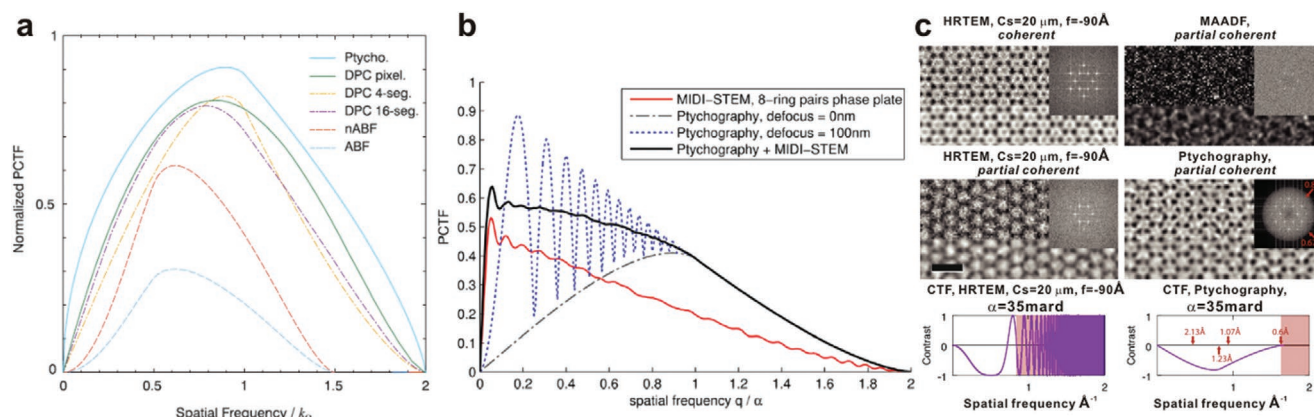 a
Normalized PCTF
1
0.5
0
0
0.5
1
1.5
2
Spatial Frequency /
Ptycho.
DPC pixel.
DPC 4-seg.
DPC 16-seg.
nABF
ABF
b
PCTF
1
0.9
0.8
0.7
0.6
0.5
0.4
0.3
0.2
0.1
0
0
0.2
0.4
0.6
0.8
1
1.2
1.4
1.6
1.8
2
spatial frequency q / α
MIDI-STEM, 8-ring pairs phase plate
Ptychography, defocus = 0nm
Ptychography, defocus = 100nm
Ptychography + MIDI-STEM
c
HRTEM, Cs=20 μm, f=-90Å
coherent
MAADF,
partial coherent
HRTEM, Cs=20 μm, f=-90Å
partial coherent
Ptychography,
partial coherent
CTF, HRTEM, Cs=20 μm, f=-90Å
α=35mard
Contrast
1
0
-1
1
2
Spatial frequency Å⁻¹
CTF, Ptychography,
α=35mard
Contrast
1
0
-1
2.13Å
1.07Å
0.6Å
1.23Å
1
2
Spatial frequency Å⁻¹